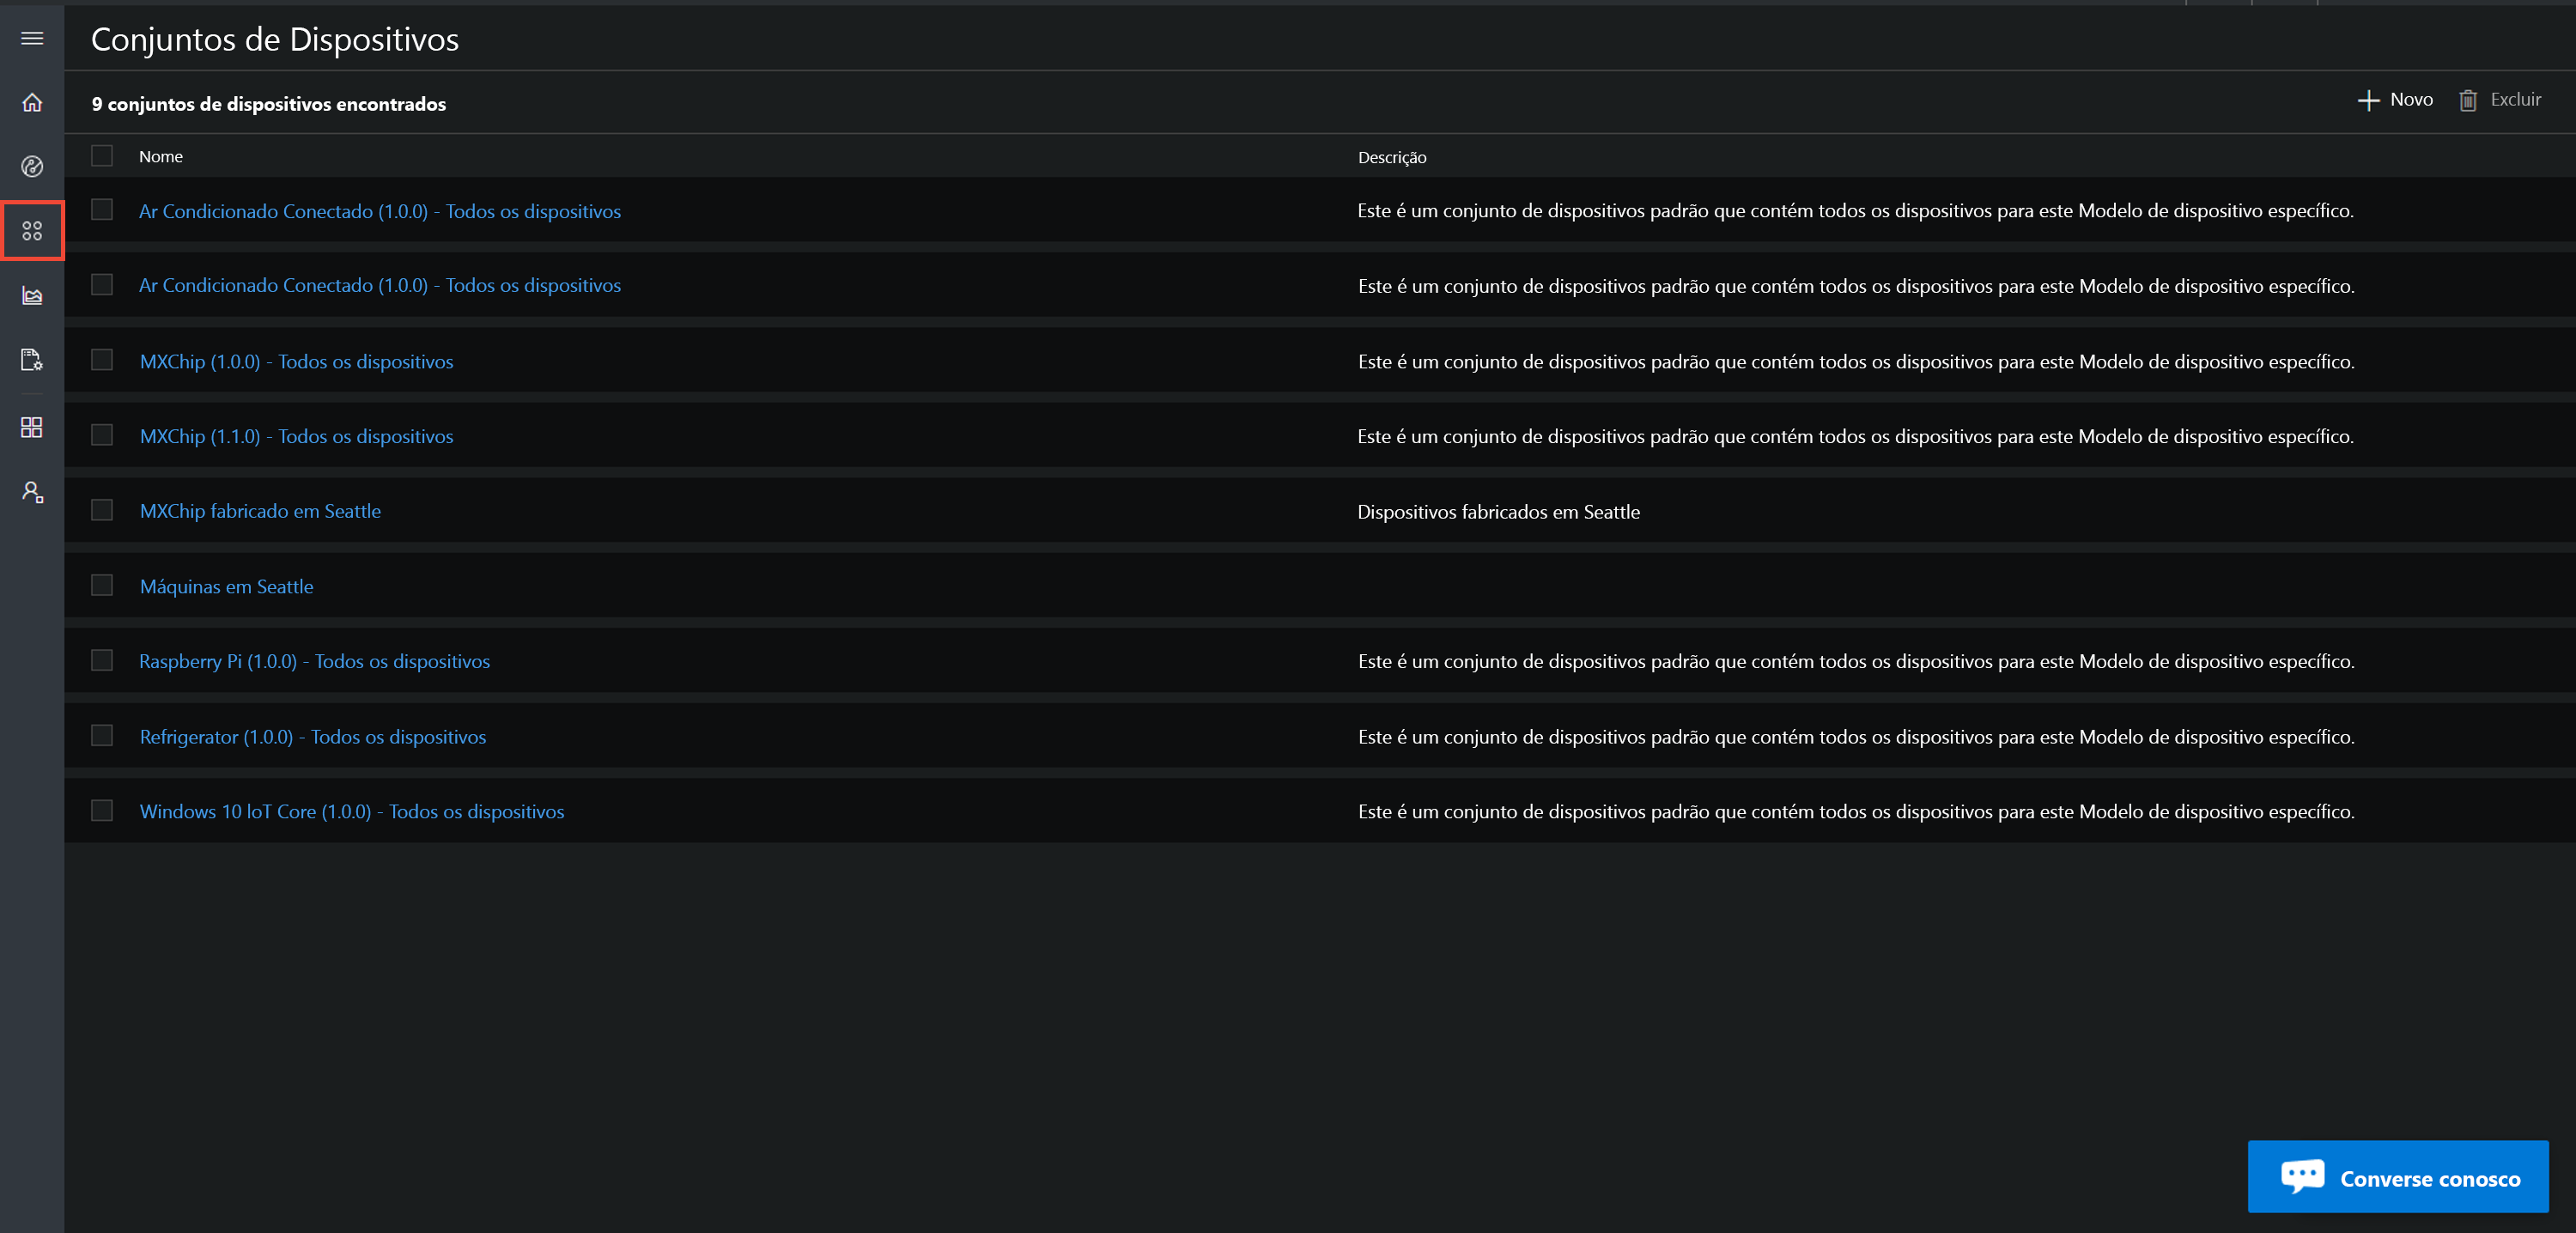 Conjuntos de Dispositivos
9 conjuntos de dispositivos encontrados
Novo Excluir
Nome Descrição
Ar Condicionado Conectado (1.0.0) - Todos os dispositivos Este é um conjunto de dispositivos padrão que contém todos os dispositivos para este Modelo de dispositivo específico.
Ar Condicionado Conectado (1.0.0) - Todos os dispositivos Este é um conjunto de dispositivos padrão que contém todos os dispositivos para este Modelo de dispositivo específico.
MXChip (1.0.0) - Todos os dispositivos Este é um conjunto de dispositivos padrão que contém todos os dispositivos para este Modelo de dispositivo específico.
MXChip (1.1.0) - Todos os dispositivos Este é um conjunto de dispositivos padrão que contém todos os dispositivos para este Modelo de dispositivo específico.
MXChip fabricado em Seattle Dispositivos fabricados em Seattle
Máquinas em Seattle
Raspberry Pi (1.0.0) - Todos os dispositivos Este é um conjunto de dispositivos padrão que contém todos os dispositivos para este Modelo de dispositivo específico.
Refrigerator (1.0.0) - Todos os dispositivos Este é um conjunto de dispositivos padrão que contém todos os dispositivos para este Modelo de dispositivo específico.
Windows 10 loT Core (1.0.0) - Todos os dispositivos Este é um conjunto de dispositivos padrão que contém todos os dispositivos para este Modelo de dispositivo específico.
Converse conosco